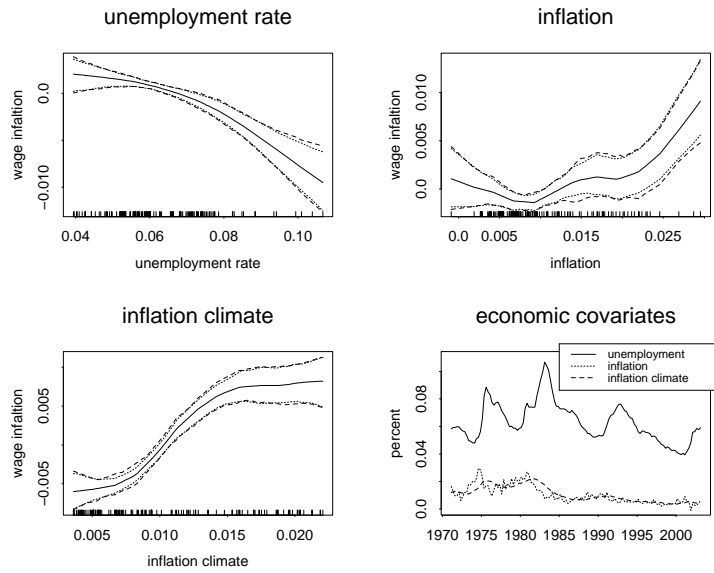 unemployment rate
wage infaltion
0.0
−0.010
0.04 0.06 0.08 0.10
unemployment rate
inflation
wage infaltion
0.010
0.005
0.0
0.0 0.005 0.015 0.025
inflation
inflation climate
wage infaltion
0.005
−0.005
0.005 0.010 0.015 0.020
inflation climate
economic covariates
unemployment
inflation
inflation climate
percent
0.08
0.04
0.0
1970 1975 1980 1985 1990 1995 2000